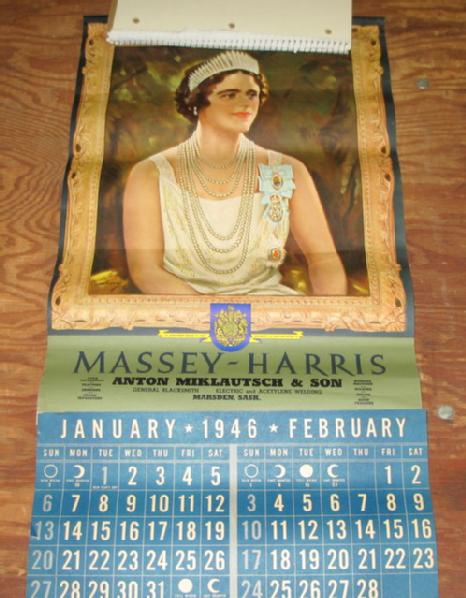 MASSEY-HARRIS
ANTON MIKLAUTSCH & SON
GENERAL BLACKSMITH ELECTRIC and ACETYLENE WELDING
MARSDEN, SASK.
JANUARY ★ 1946 ★ FEBRUARY
SUN MON TUE WED THU FRI SAT SUN MON TUE WED THU FRI SAT
1 2 3 4 5 1 2
6 7 8 9 10 11 12 3 4 5 6 7 8 9
13 14 15 16 17 18 19 10 11 12 13 14 15 16
20 21 22 23 24 25 26 17 18 19 20 21 22 23
27 28 29 30 31 24 25 26 27 28